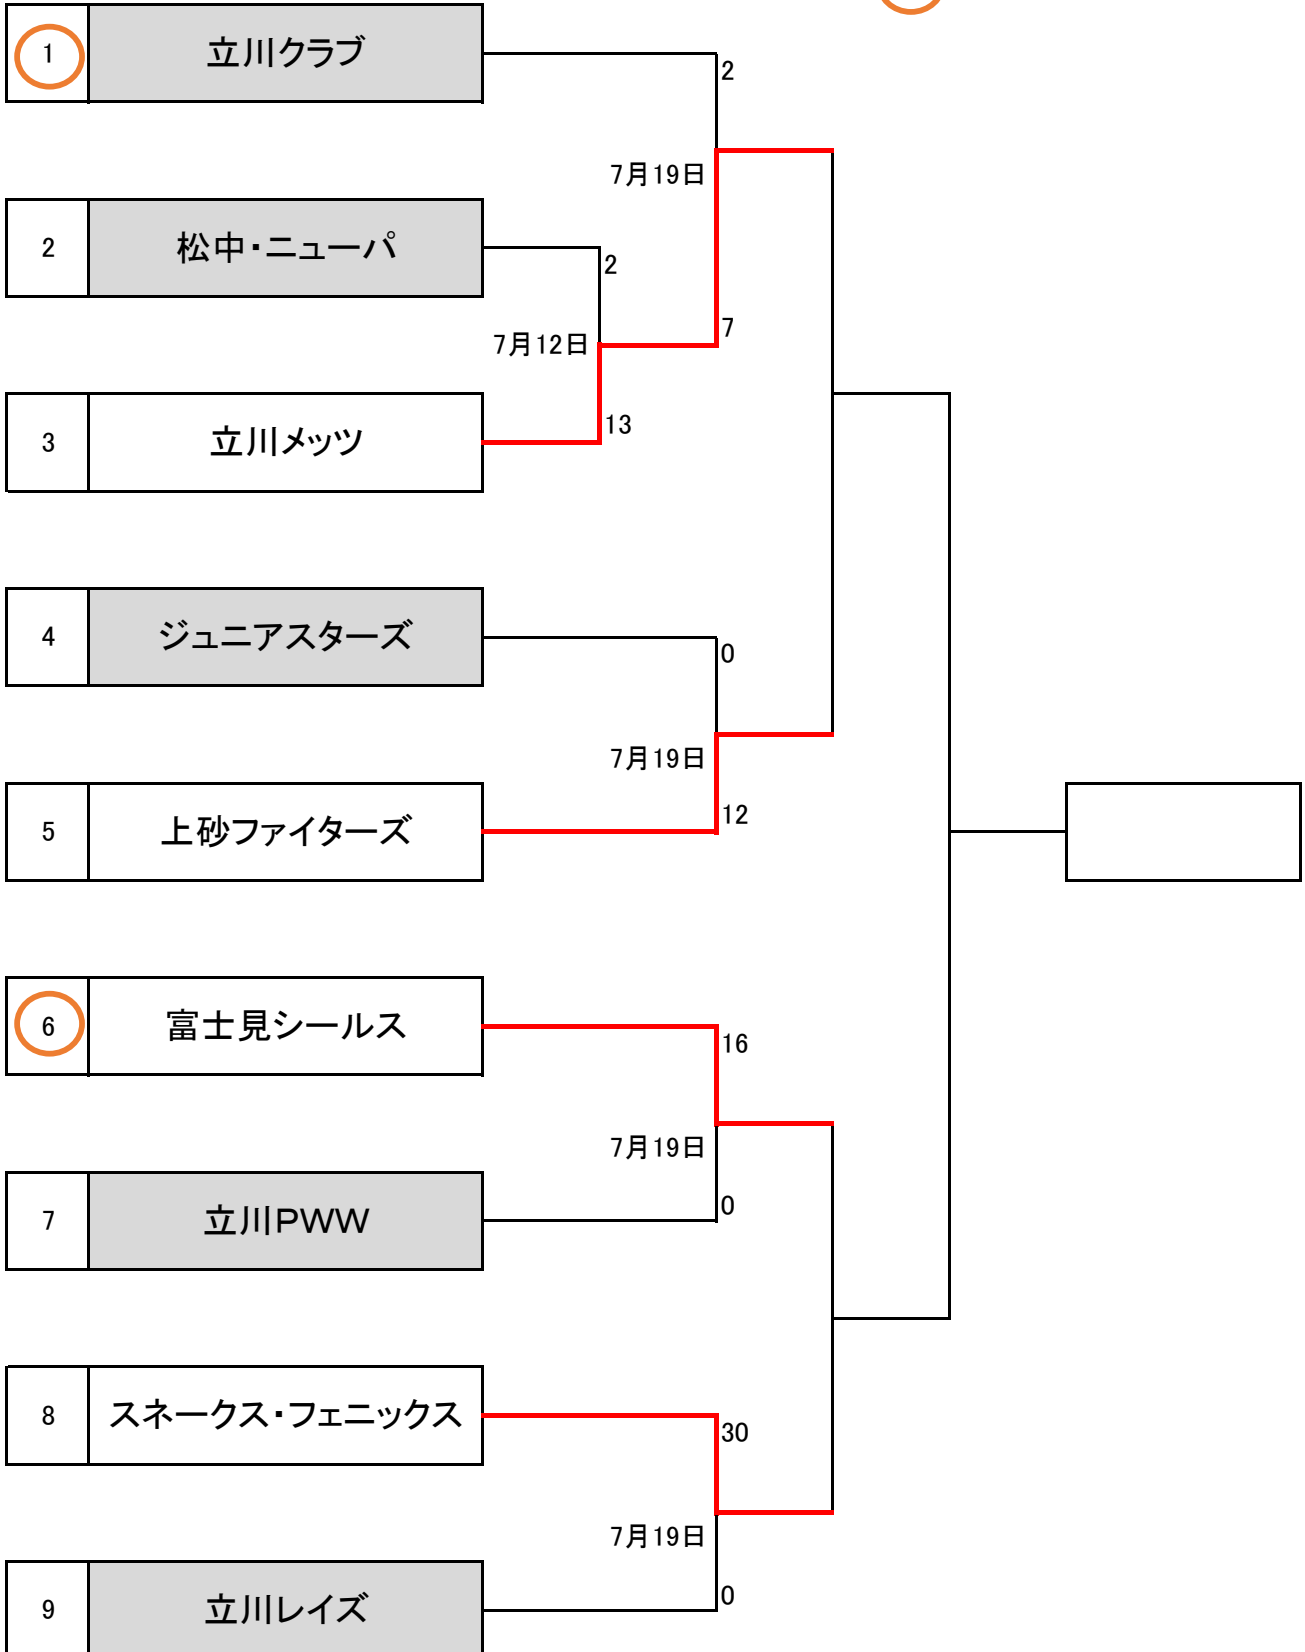 1 立川クラブ
2
7月19日
2 松中・ニューパ
2
7月12日
7
3 立川メッツ
13
4 ジュニアスターズ
0
7月19日
5 上砂ファイターズ
12
6 富士見シールス
16
7月19日
7 立川PWW
0
8 スネークス・フェニックス
30
7月19日
9 立川レイズ
0